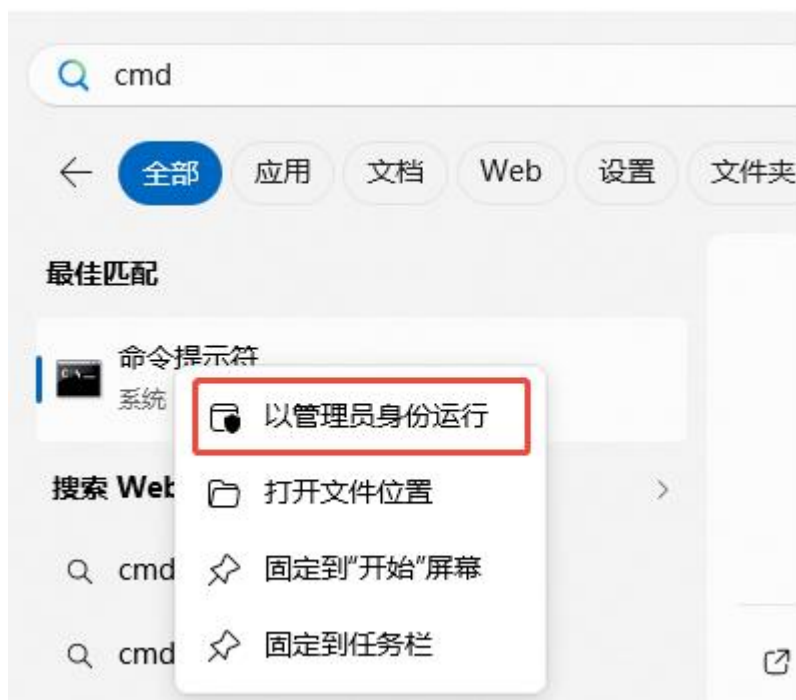 cmd
全部 应用 文档 Web 设置 文件夹
最佳匹配
命令提示符
系统
以管理员身份运行
搜索 Web
打开文件位置
cmd
固定到"开始"屏幕
cmd
固定到任务栏